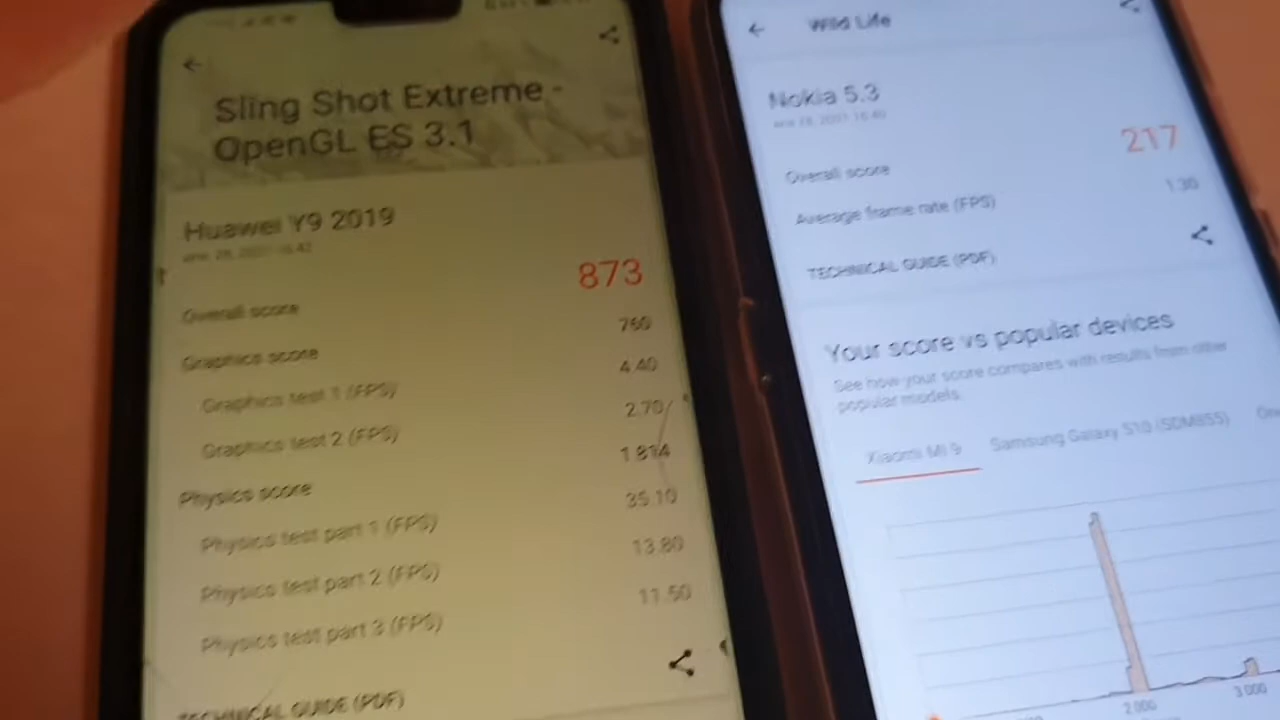 Sling Shot Extreme -
OpenGL ES 3.1
Huawei Y9 2019
873
Overall score
760
Graphics score
4.40
Graphics test 1 (FPS)
2.70
Graphics test 2 (FPS)
1 814
Physics score
35.10
Physics test part 1 (FPS)
13.80
Physics test part 2 (FPS)
11.50
Physics test part 3 (FPS)
TECHNICAL GUIDE (PDF)
Wild Life
Nokia 5.3
217
Overall score
1.30
Average frame rate (FPS)
TECHNICAL GUIDE (PDF)
Your score vs popular devices
See how your score compares with results from other
popular models.
Xiaomi Mi 9 Samsung Galaxy S10 (SDM855)
2 000 3 000